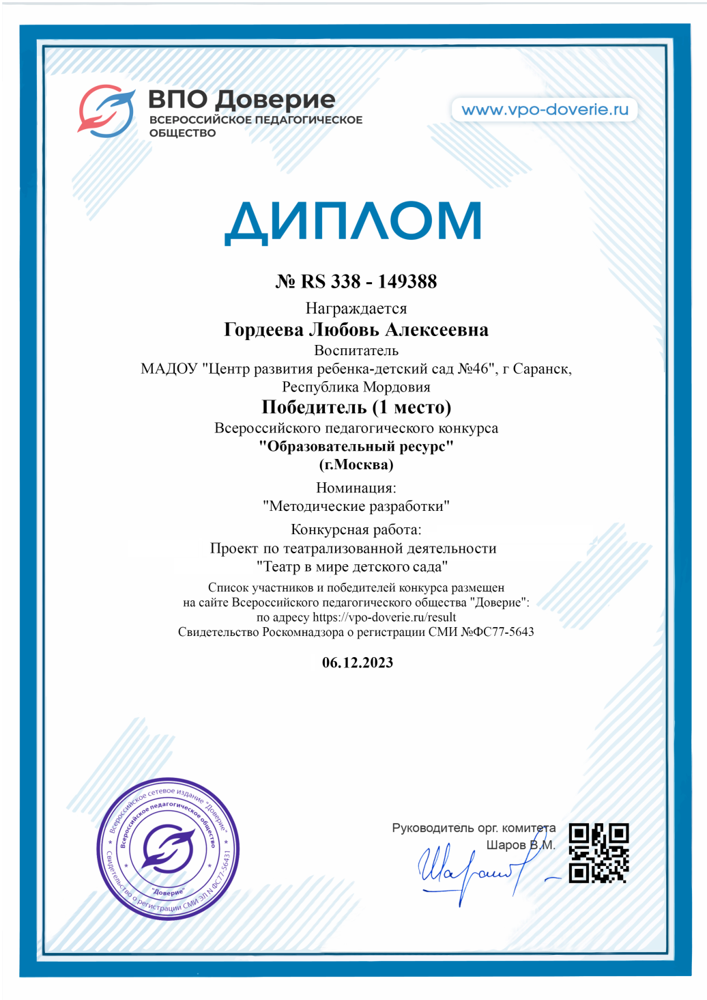 ВПО Доверие
ВСЕРОССИЙСКОЕ ПЕДАГОГИЧЕСКОЕ
ОБЩЕСТВО
www.vpo-doverie.ru
ДИПЛОМ
№ RS 338 - 149388
Награждается
Гордеева Любовь Алексеевна
Воспитатель
МАДОУ "Центр развития ребенка-детский сад №46", г Саранск,
Республика Мордовия
Победитель (1 место)
Всероссийского педагогического конкурса
"Образовательный ресурс"
(г.Москва)
Номинация:
"Методические разработки"
Конкурсная работа:
Проект по театрализованной деятельности
"Театр в мире детского сада"
Список участников и победителей конкурса размещен
на сайте Всероссийского педагогического общества "Доверие":
по адресу https://vpo-doverie.ru/result
Свидетельство Роскомнадзора о регистрации СМИ №ФС77-5643
06.12.2023
Всероссийское сетевое издание "Доверие"
* Свидетельство о регистрации СМИ ЭЛ N ФС77-56431 *
Всероссийское педагогическое общество
* "Доверие" *
Руководитель орг. комитета
Шаров В.М.